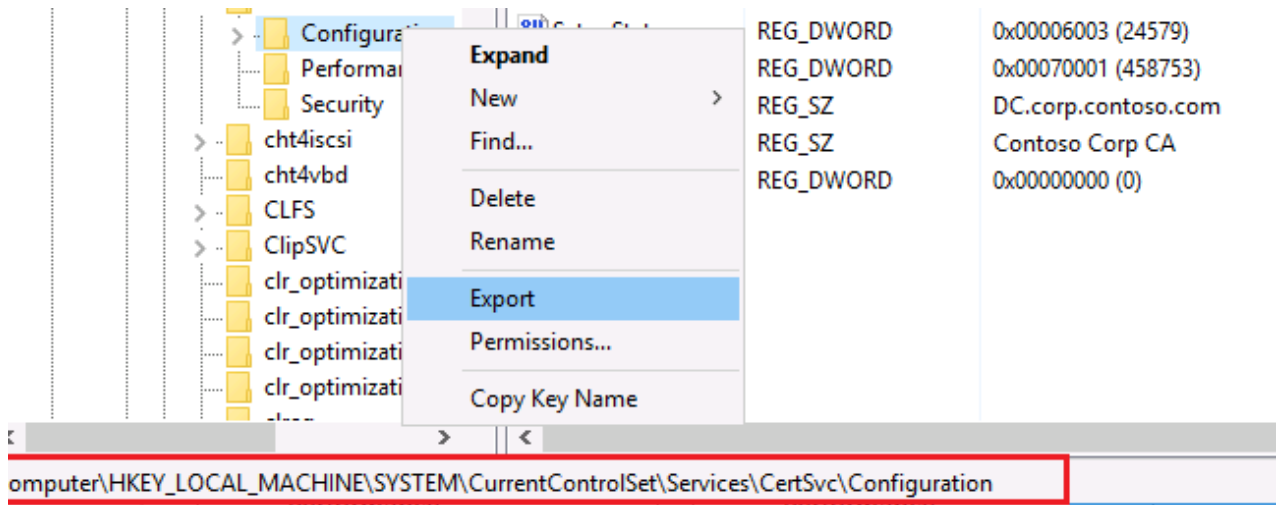 Configura
Performa
Security
cht4iscsi
cht4vbd
CLFS
ClipSVC
clr_optimizati
clr_optimizati
clr_optimizati
clr_optimizati
Expand
New
Find...
Delete
Rename
Export
Permissions...
Copy Key Name
REG_DWORD 0x00006003 (24579)
REG_DWORD 0x00070001 (458753)
REG_SZ DC.corp.contoso.com
REG_SZ Contoso Corp CA
REG_DWORD 0x00000000 (0)
omputer\HKEY_LOCAL_MACHINE\SYSTEM\CurrentControlSet\Services\CertSvc\Configuration